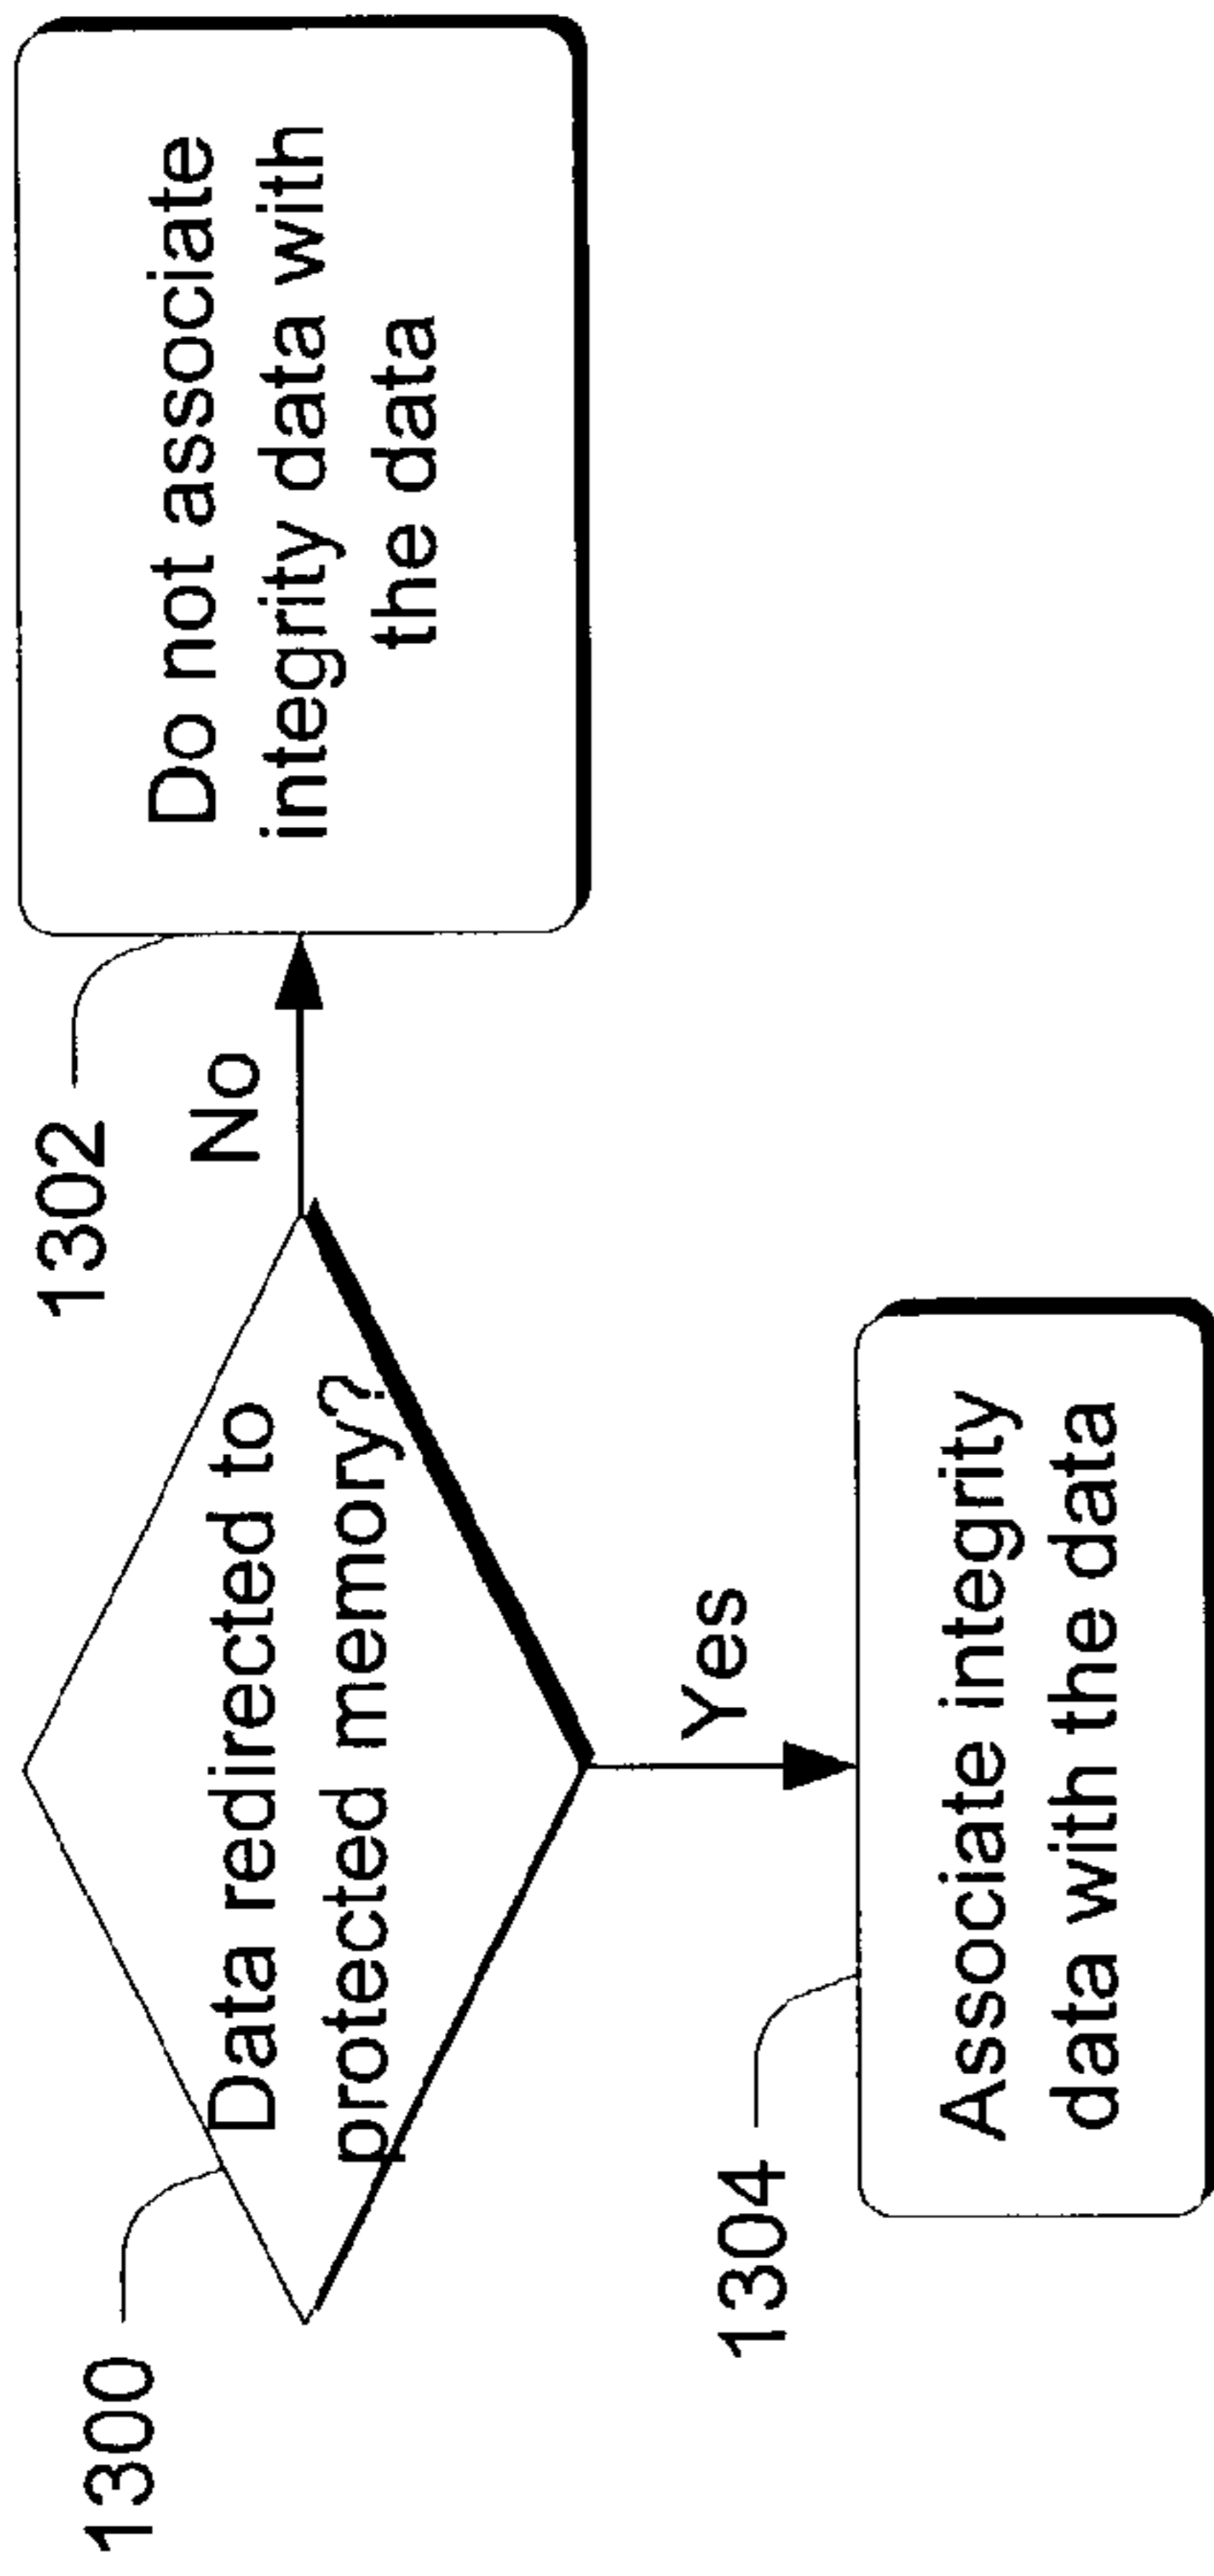 1300
Data redirected to
protected memory?
No
1302
Do not associate
integrity data with
the data
Yes
1304
Associate integrity
data with the data